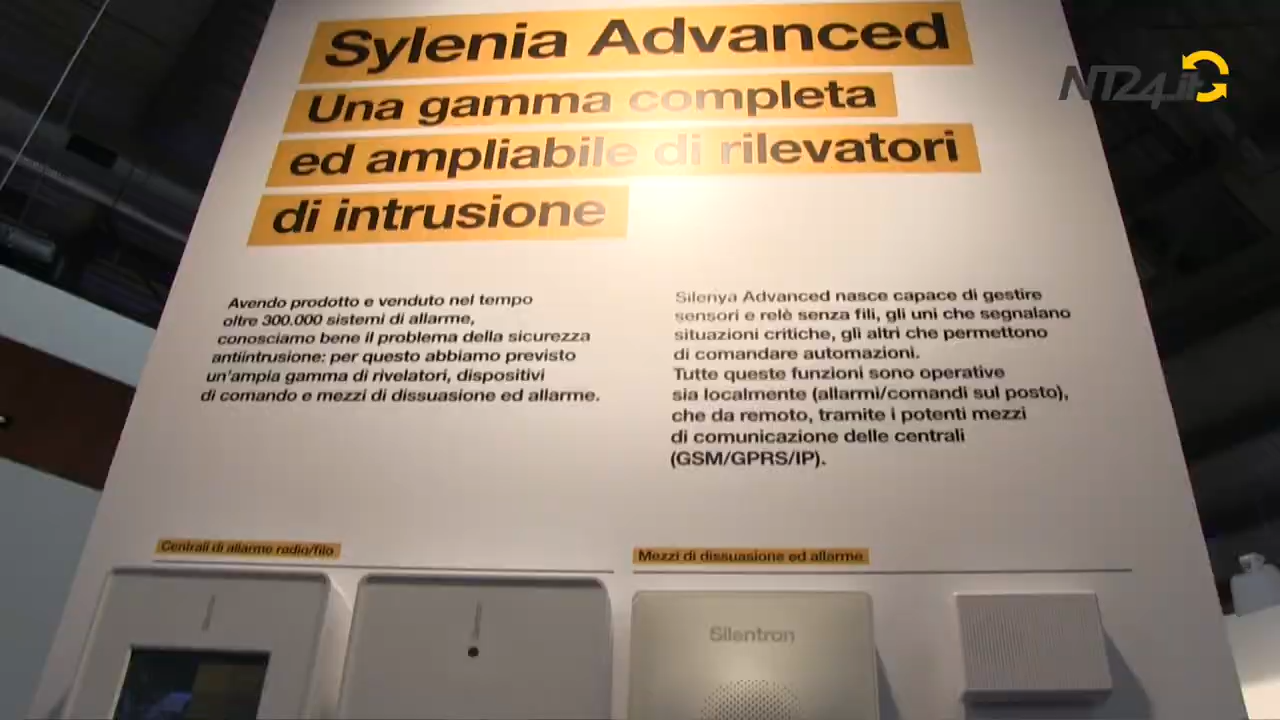 Sylenia Advanced
Una gamma completa
ed ampliabile di rilevatori
di intrusione
NT24.it
Avendo prodotto e venduto nel tempo
oltre 300.000 sistemi di allarme,
conosciamo bene il problema della sicurezza
antiintrusione: per questo abbiamo previsto
un'ampia gamma di rivelatori, dispositivi
di comando e mezzi di dissuasione ed allarme.
Silenya Advanced nasce capace di gestire
sensori e relè senza fili, gli uni che segnalano
situazioni critiche, gli altri che permettono
di comandare automazioni.
Tutte queste funzioni sono operative
sia localmente (allarmi/comandi sul posto),
che da remoto, tramite i potenti mezzi
di comunicazione delle centrali
(GSM/GPRS/IP).
Centrali di allarme radio/filo
Mezzi di dissuasione ed allarme
Silentron